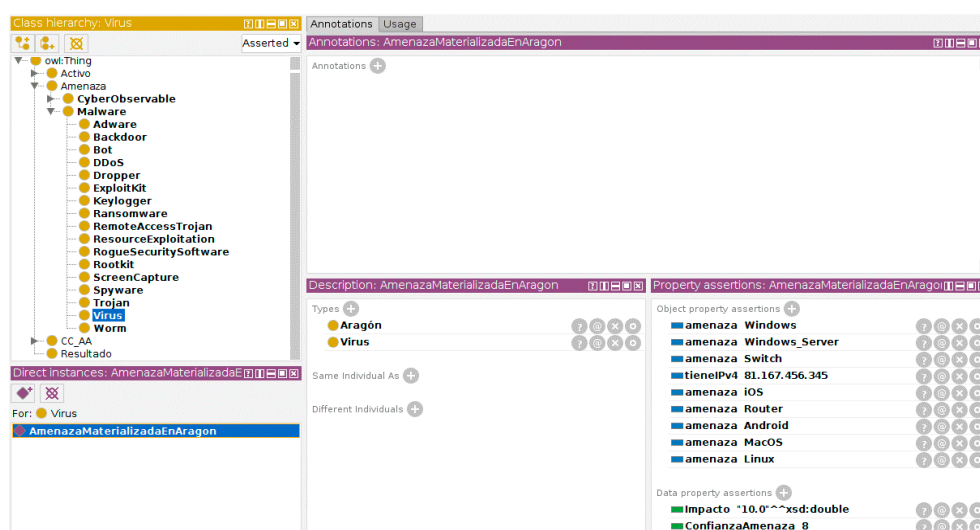 Class hierarchy: Virus
Asserted
owl:Thing
Activo
Amenaza
CyberObservable
Malware
Adware
Backdoor
Bot
DDoS
Dropper
ExploitKit
Keylogger
Ransomware
RemoteAccessTrojan
ResourceExploitation
RogueSecuritySoftware
Rootkit
ScreenCapture
Spyware
Trojan
Virus
Worm
CC_AA
Resultado
Direct instances: AmenazaMaterializadaE
For: Virus
AmenazaMaterializadaEnAragon
Annotations Usage
Annotations: AmenazaMaterializadaEnAragon
Annotations
Description: AmenazaMaterializadaEnAragon
Types
Aragón
Virus
Same Individual As
Different Individuals
Property assertions: AmenazaMaterializadaEnAragon
Object property assertions
amenaza Windows
amenaza Windows_Server
amenaza Switch
tieneIPv4 81.167.456.345
amenaza iOS
amenaza Router
amenaza Android
amenaza MacOS
amenaza Linux
Data property assertions
Impacto "10.0"^^xsd:double
ConfianzaAmenaza 8